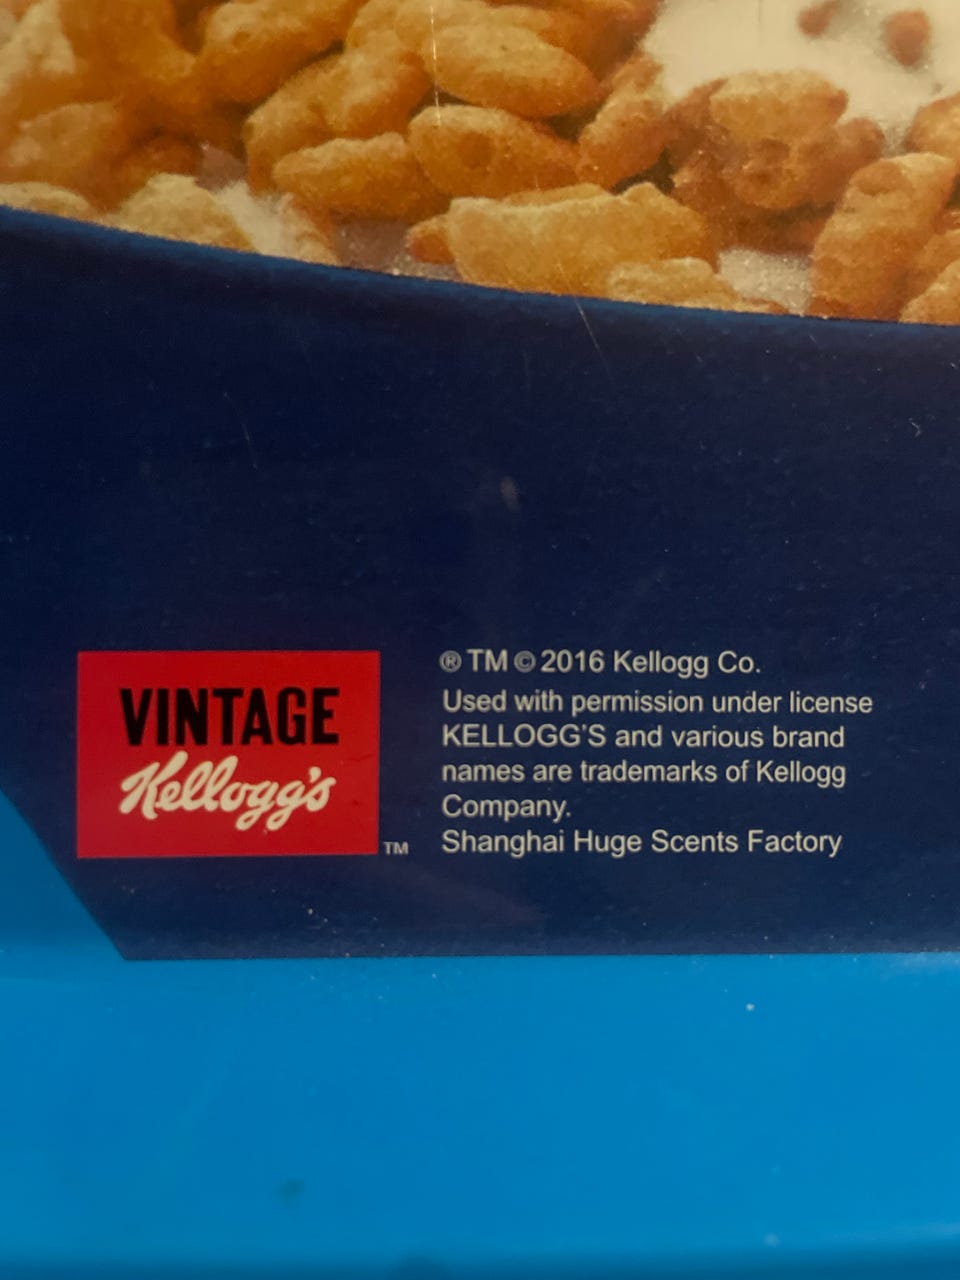 VINTAGE
Kellogg's
TM
® TM © 2016 Kellogg Co.
Used with permission under license
KELLOGG'S and various brand
names are trademarks of Kellogg
Company.
Shanghai Huge Scents Factory